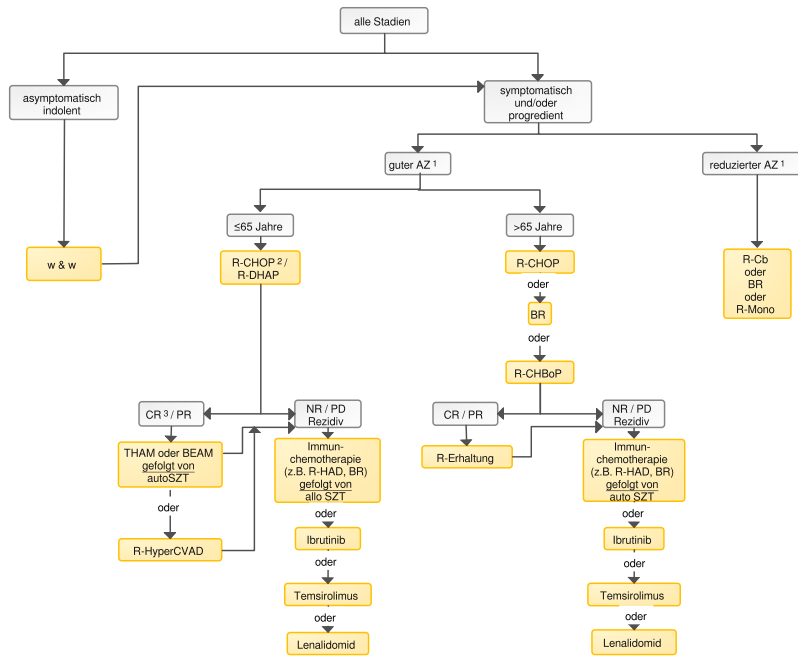 alle Stadien
asymptomatisch
indolent
symptomatisch
und/oder
progredient
guter AZ 1
reduzierter AZ 1
≤65 Jahre
>65 Jahre
w & w
R-CHOP 2 /
R-DHAP
R-CHOP
oder
BR
oder
R-CHBoP
R-Cb
oder
BR
oder
R-Mono
CR 3 / PR
NR / PD
Rezidiv
THAM oder BEAM
gefolgt von
autoSZT
oder
R-HyperCVAD
Immun-
chemotherapie
(z.B. R-HAD, BR)
gefolgt von
allo SZT
oder
Ibrutinib
oder
Temsirolimus
oder
Lenalidomid
CR / PR
NR / PD
Rezidiv
R-Erhaltung
Immun-
chemotherapie
(z.B. R-HAD, BR)
gefolgt von
auto SZT
oder
Ibrutinib
oder
Temsirolimus
oder
Lenalidomid